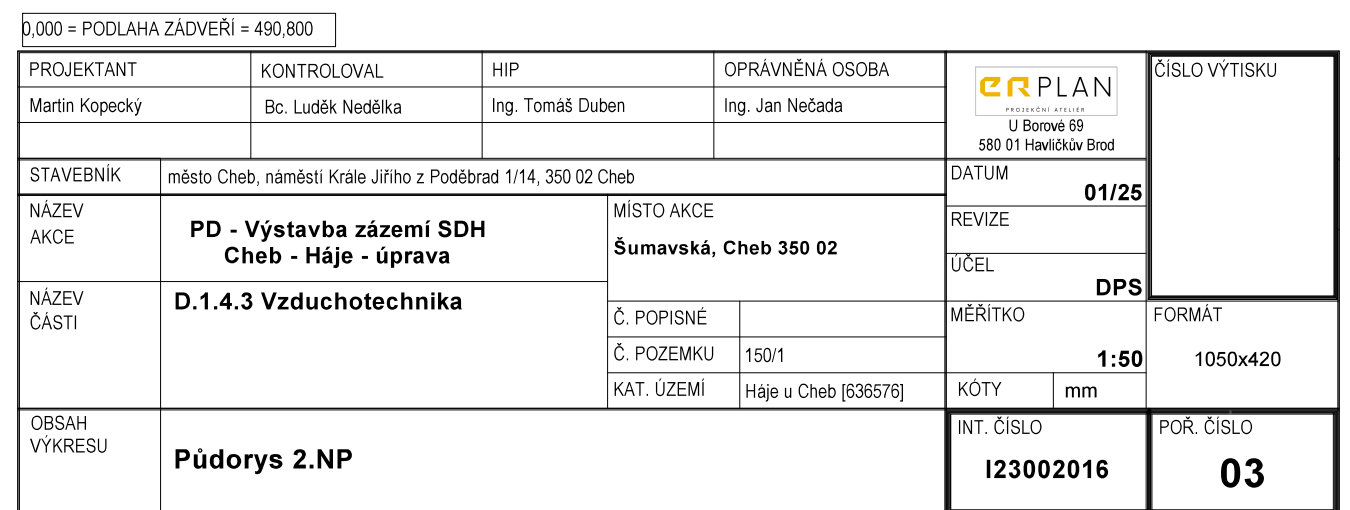 0,000 = PODLAHA ZÁDVEŘÍ = 490,800
PROJEKTANT
KONTROLOVAL
HIP
OPRÁVNĚNÁ OSOBA
Martin Kopecký
Bc. Luděk Nedělka
Ing. Tomáš Duben
Ing. Jan Nečada
ERPLAN
PROJEKČNÍ ATELIÉR
U Borové 69
580 01 Havlíčkův Brod
ČÍSLO VÝTISKU
STAVEBNÍK
město Cheb, náměstí Krále Jiřího z Poděbrad 1/14, 350 02 Cheb
DATUM
01/25
NÁZEV
AKCE
PD - Výstavba zázemí SDH
Cheb - Háje - úprava
MÍSTO AKCE
Šumavská, Cheb 350 02
REVIZE
ÚČEL
DPS
NÁZEV
ČÁSTI
D.1.4.3 Vzduchotechnika
Č. POPISNÉ
Č. POZEMKU
150/1
KAT. ÚZEMÍ
Háje u Cheb [636576]
MĚŘÍTKO
1:50
FORMÁT
1050x420
KÓTY
mm
OBSAH
VÝKRESU
Půdorys 2.NP
INT. ČÍSLO
I23002016
POŘ. ČÍSLO
03